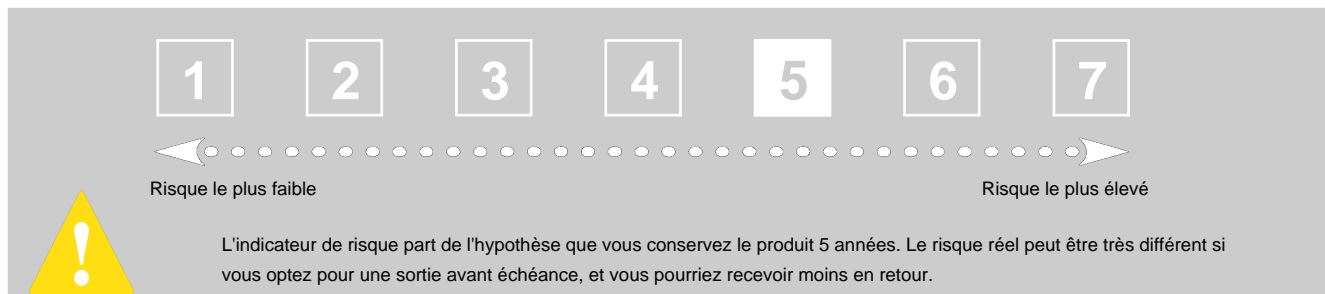 1 2 3 4 5 6 7
Risque le plus faible Risque le plus élevé
!
L'indicateur de risque part de l'hypothèse que vous conservez le produit 5 années. Le risque réel peut être très différent si
vous optez pour une sortie avant échéance, et vous pourriez recevoir moins en retour.